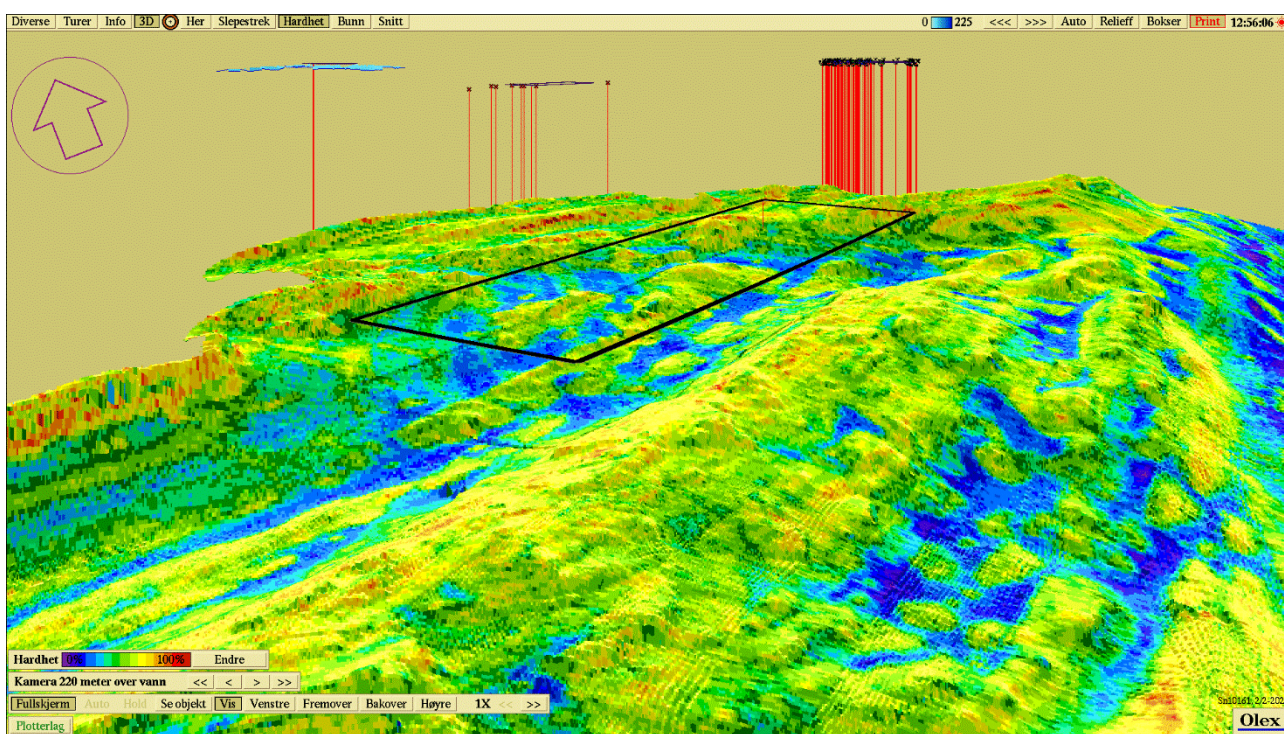 Diverse Turer Info 3D Her Slepestrek Hardhet Bunn Snitt 0 225 <<< >>> Auto Relieff Bokser Print 12:56:06
Hardhet 0% 100% Endre
Kamera 220 meter over vann << < > >>
Fullskjerm Auto Hold Se objekt Vis Venstre Fremover Bakover Høyre 1X << >>
Plotterlag
Olex